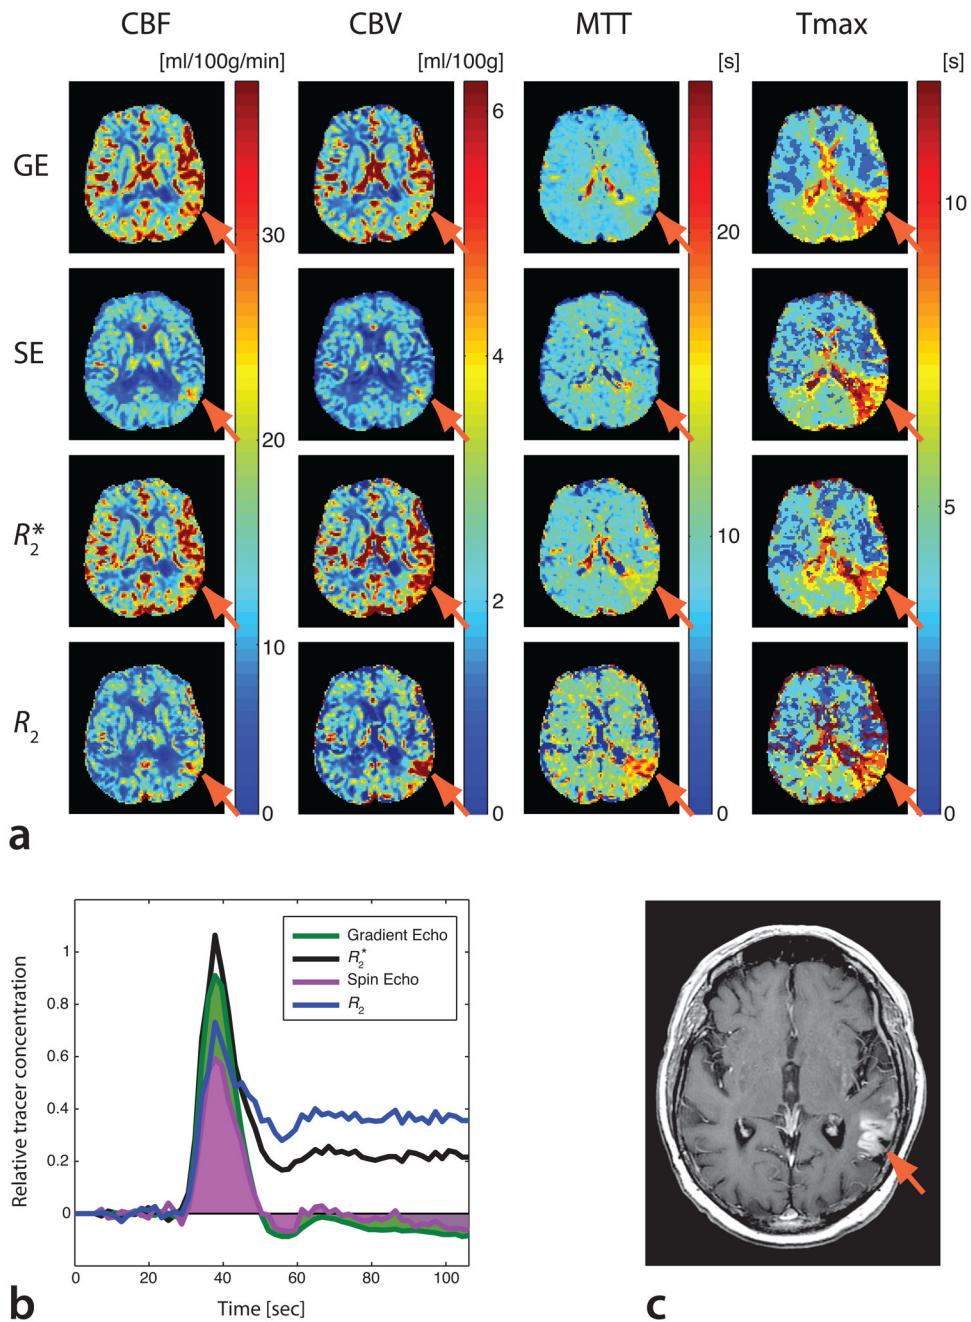 a
CBF CBV MTT Tmax
[ml/100g/min] [ml/100g] [s] [s]
GE
6
30
20
10
SE
4
20
R2*
10
5
2
10
R2
0 0 0 0
a
Relative tracer concentration
1
0.8
0.6
0.4
0.2
0
Gradient Echo
R2*
Spin Echo
R2
0 20 40 60 80 100
Time [sec]
b
c